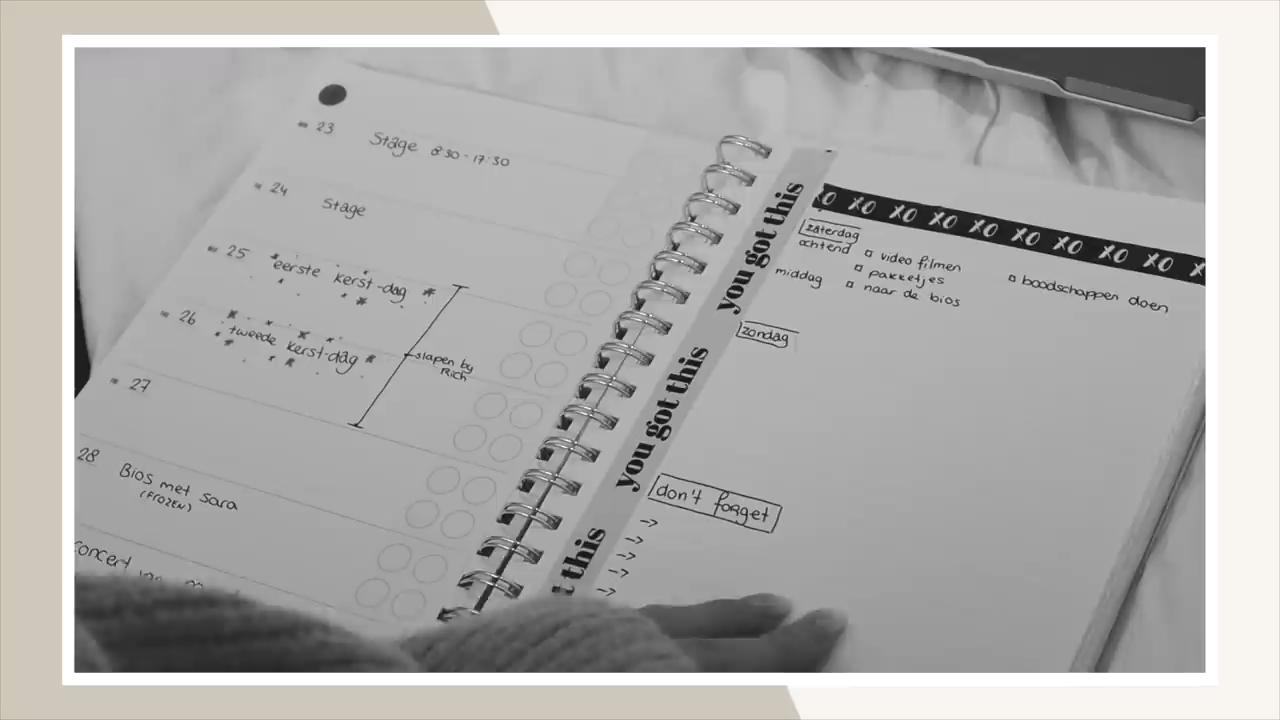 23 Stage 8:30 - 17:30
24 Stage
25 eerste kerst-dag
26 tweede kerst-dag
slapen by
Rich
27
28 Bios met sara
(FROZEN)
concert
you got this
you got this
t this
XO XO XO XO XO XO XO XO XO X
zaterdag
ochtend
□ video filmen
□ pakketjes
□ boodschappen doen
middag □ naar de bios
zondag
don't forget
->
->
->
->
->